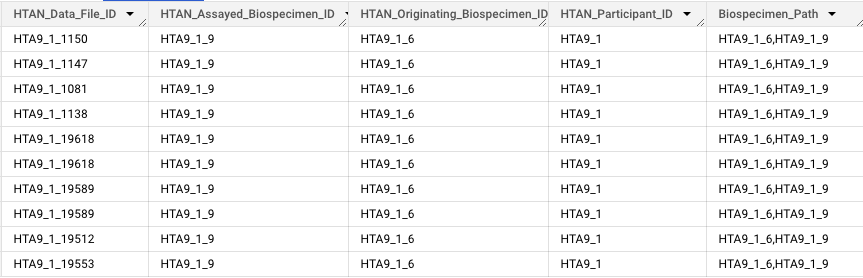 HTAN_Data_File_ID HTAN_Assayed_Biospecimen_ID HTAN_Originating_Biospecimen_ID HTAN_Participant_ID Biospecimen_Path
HTA9_1_1150 HTA9_1_9 HTA9_1_6 HTA9_1 HTA9_1_6,HTA9_1_9
HTA9_1_1147 HTA9_1_9 HTA9_1_6 HTA9_1 HTA9_1_6,HTA9_1_9
HTA9_1_1081 HTA9_1_9 HTA9_1_6 HTA9_1 HTA9_1_6,HTA9_1_9
HTA9_1_1138 HTA9_1_9 HTA9_1_6 HTA9_1 HTA9_1_6,HTA9_1_9
HTA9_1_19618 HTA9_1_9 HTA9_1_6 HTA9_1 HTA9_1_6,HTA9_1_9
HTA9_1_19618 HTA9_1_9 HTA9_1_6 HTA9_1 HTA9_1_6,HTA9_1_9
HTA9_1_19589 HTA9_1_9 HTA9_1_6 HTA9_1 HTA9_1_6,HTA9_1_9
HTA9_1_19589 HTA9_1_9 HTA9_1_6 HTA9_1 HTA9_1_6,HTA9_1_9
HTA9_1_19512 HTA9_1_9 HTA9_1_6 HTA9_1 HTA9_1_6,HTA9_1_9
HTA9_1_19553 HTA9_1_9 HTA9_1_6 HTA9_1 HTA9_1_6,HTA9_1_9